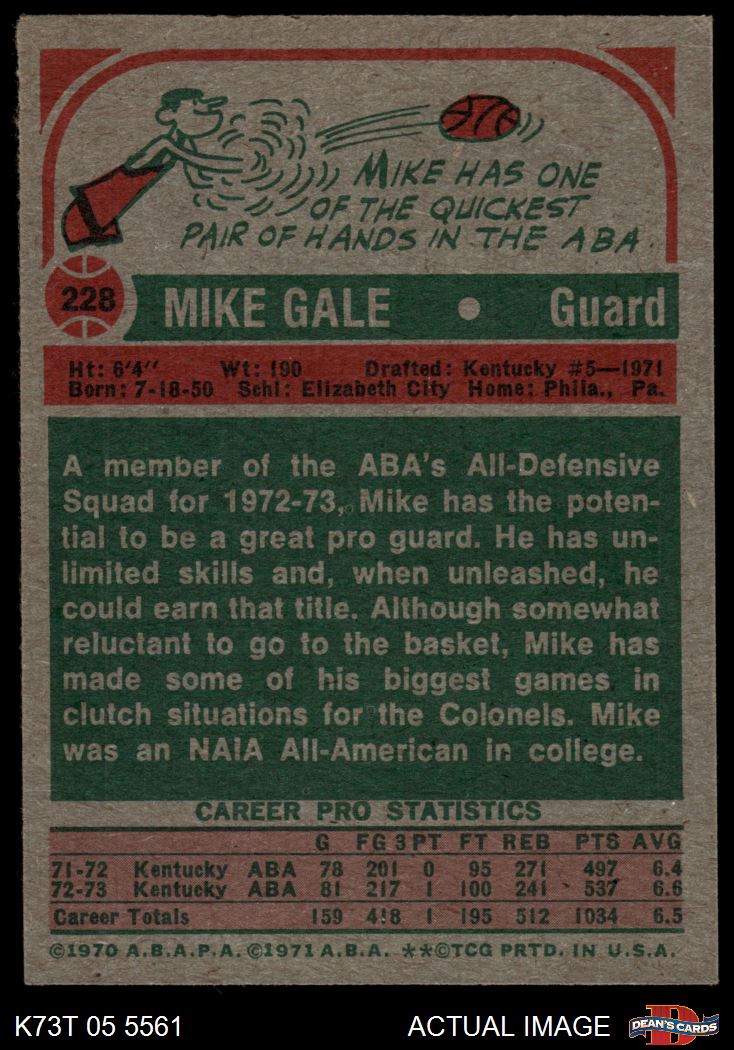 MIKE HAS ONE
OF THE QUICKEST
PAIR OF HANDS IN THE ABA.
228 MIKE GALE • Guard
Ht: 6'4" Wt: 190 Drafted: Kentucky #5—1971
Born: 7-18-50 Schl: Elizabeth City Home: Phila., Pa.
A member of the ABA's All-Defensive
Squad for 1972-73, Mike has the poten-
tial to be a great pro guard. He has un-
limited skills and, when unleashed, he
could earn that title. Although somewhat
reluctant to go to the basket, Mike has
made some of his biggest games in
clutch situations for the Colonels. Mike
was an NAIA All-American in college.
CAREER PRO STATISTICS
G FG 3PT FT REB PTS AVG
71-72 Kentucky ABA 78 201 0 95 271 497 6.4
72-73 Kentucky ABA 81 217 1 100 241 537 6.6
Career Totals 159 418 1 195 512 1034 6.5
©1970 A.B.A.P.A. ©1971 A.B.A. **©TCG PRTD. IN U.S.A.
K73T 05 5561 ACTUAL IMAGE DEAN'S CARDS